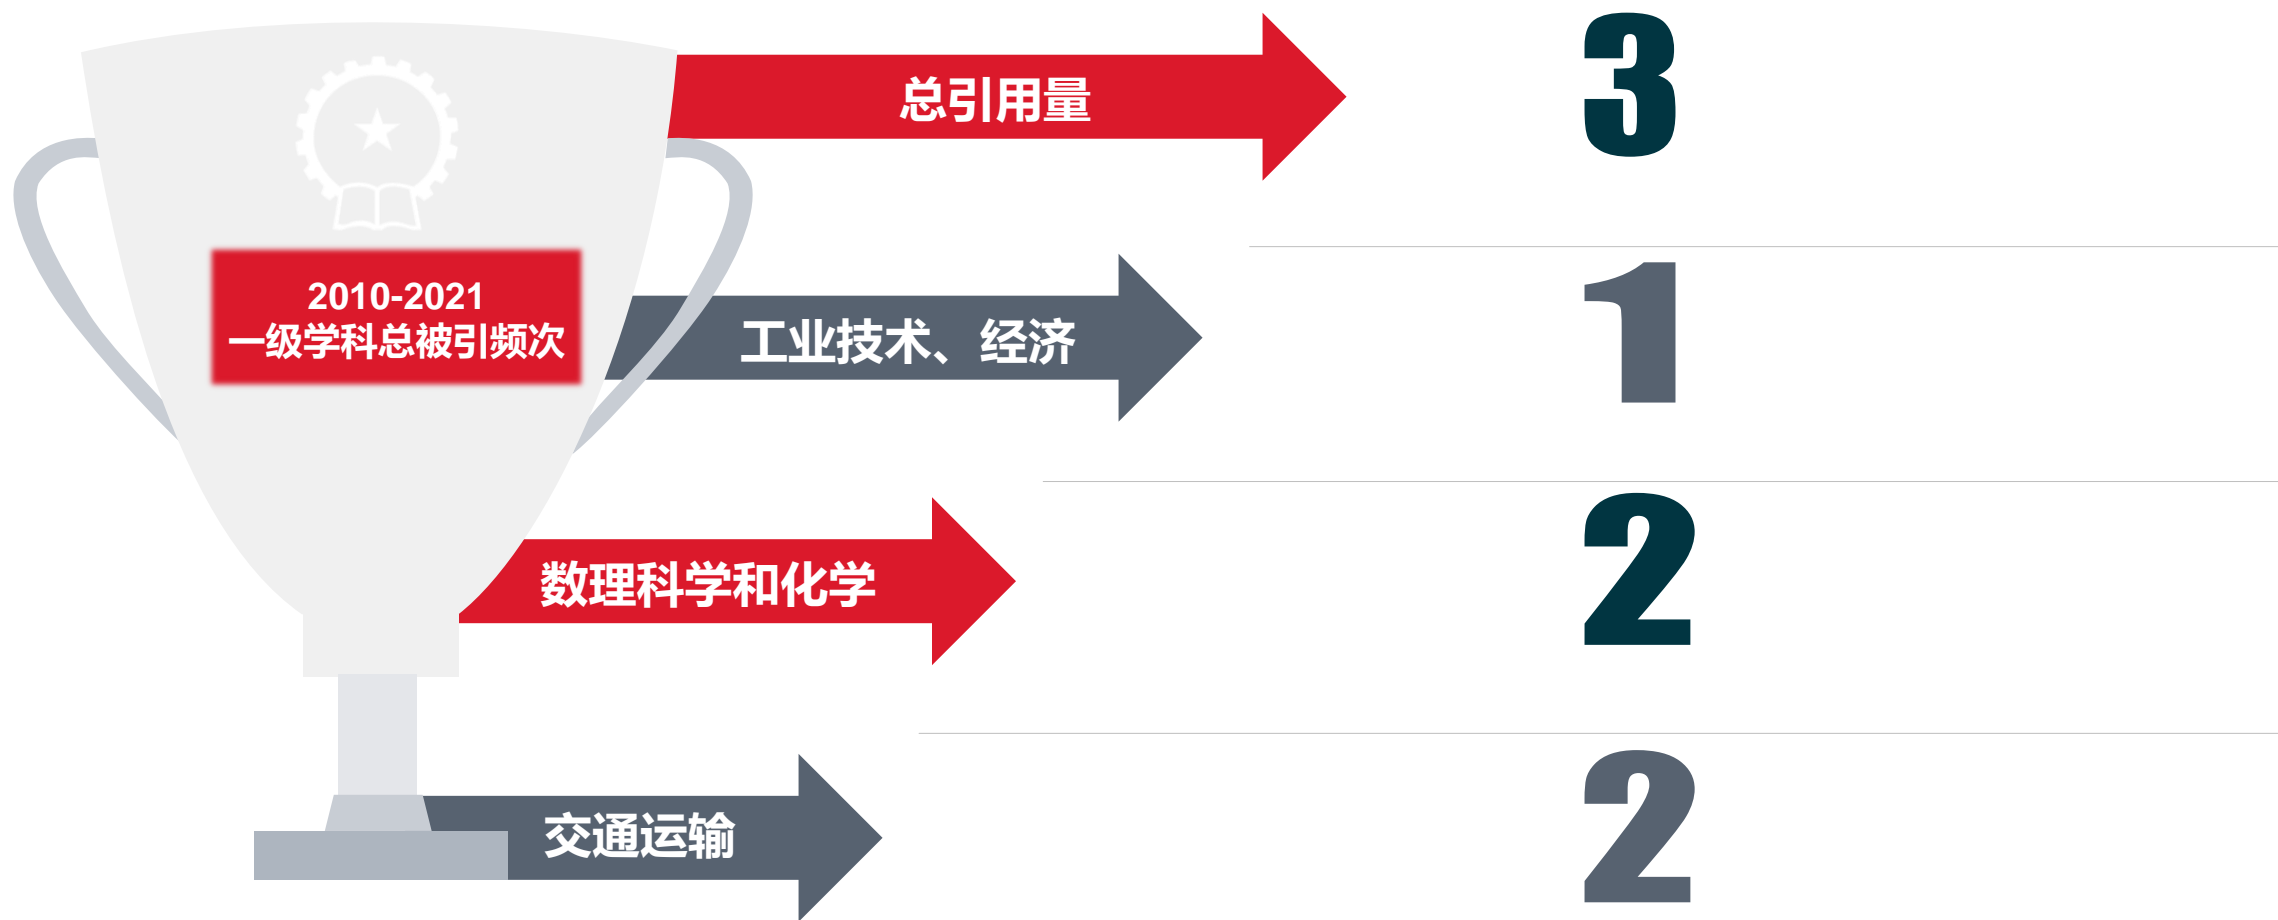 总引用量
3
2010-2021
一级学科总被引频次
工业技术、经济
1
数理科学和化学
2
交通运输
2